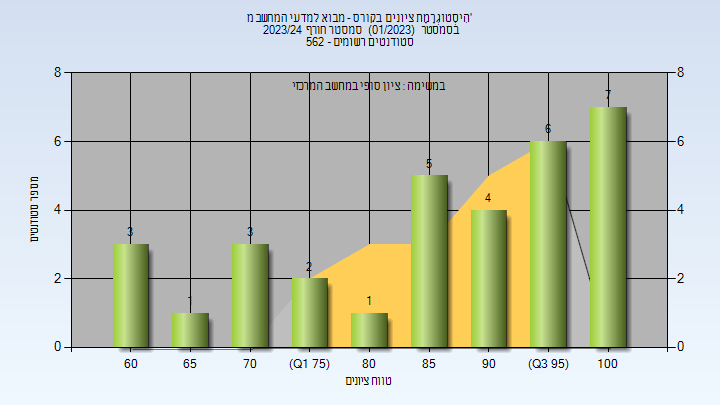 היסטוגרמת ציונים בקורס - מבוא למדעי המחשב מ'
בסמסטר (01/2023) סמסטר חורף 2023/24
סטודנטים רשומים - 562
במשימה : ציון סופי במחשב המרכזי
8 8
6 6
4 4
2 2
0 0
3 1 3 2 1 5 4 6 7
מספר סטודנטים
60 65 70 (Q1 75) 80 85 90 (Q3 95) 100
טווח ציונים